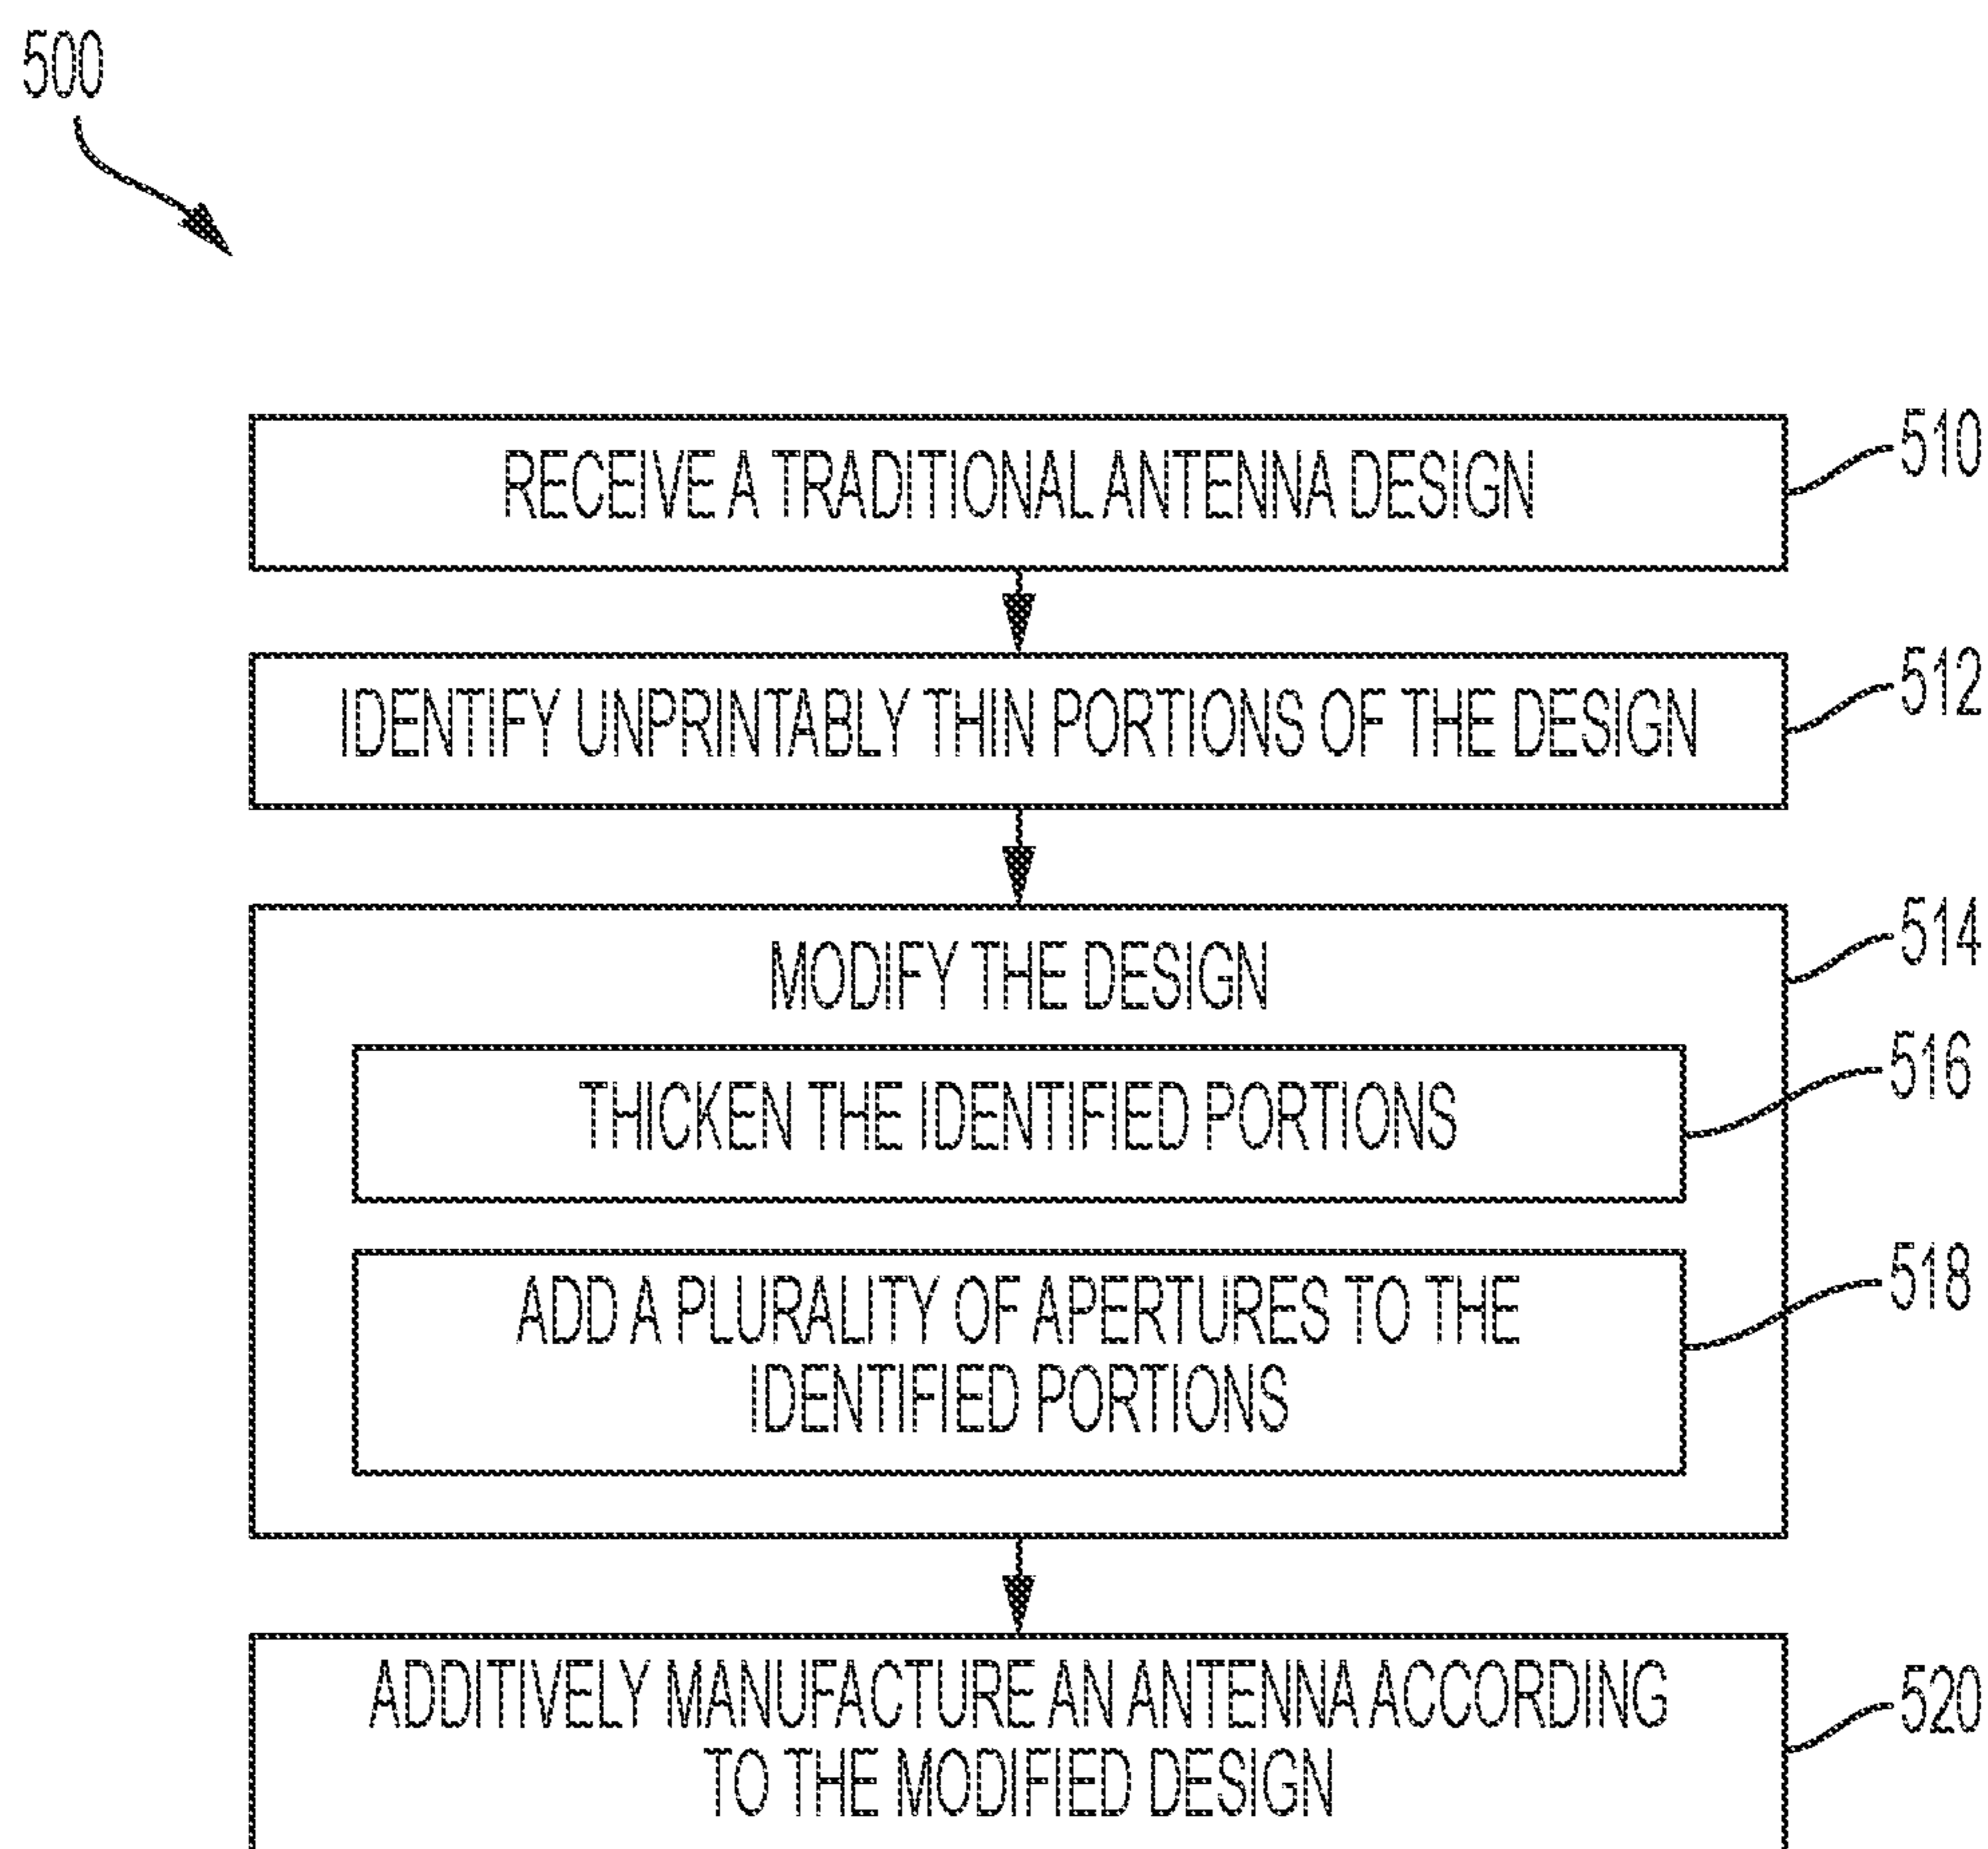 500
RECEIVE A TRADITIONAL ANTENNA DESIGN
510
IDENTIFY UNPRINTABLY THIN PORTIONS OF THE DESIGN
512
MODIFY THE DESIGN
514
THICKEN THE IDENTIFIED PORTIONS
516
ADD A PLURALITY OF APERTURES TO THE
IDENTIFIED PORTIONS
518
ADDITIVELY MANUFACTURE AN ANTENNA ACCORDING
TO THE MODIFIED DESIGN
520